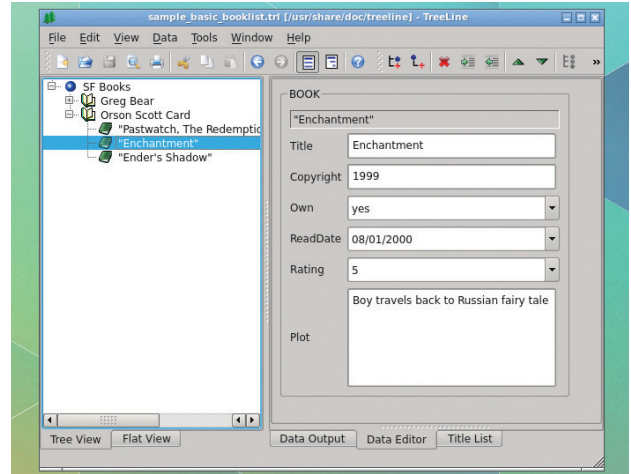 sample_basic_booklist.trl [/usr/share/doc/treeline] - TreeLine
File Edit View Data Tools Window Help
»
SF Books
Greg Bear
Orson Scott Card
"Pastwatch, The Redemptic
"Enchantment"
"Ender's Shadow"
BOOK
"Enchantment"
Title Enchantment
Copyright 1999
Own yes
ReadDate 08/01/2000
Rating 5
Plot Boy travels back to Russian fairy tale
Tree View Flat View
Data Output Data Editor Title List